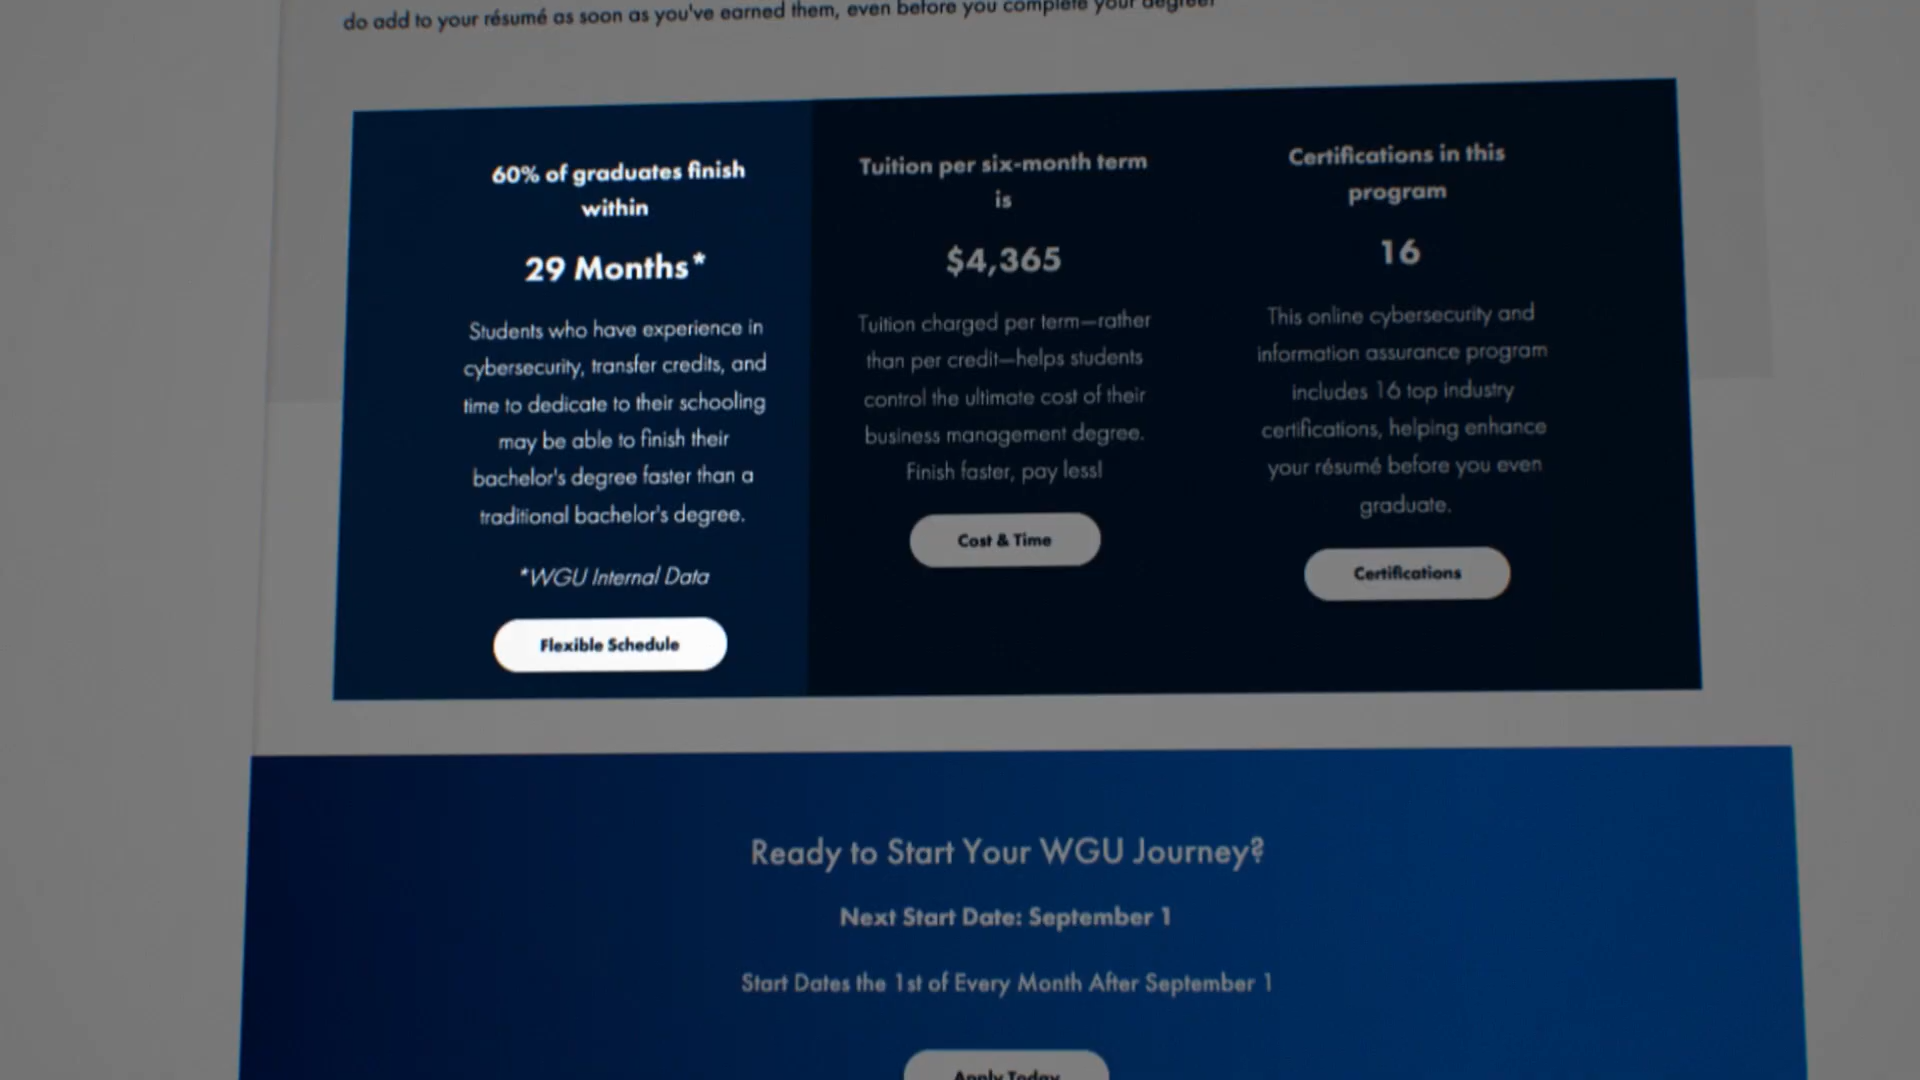 do add to your résumé as soon as you've earned them, even before you complete your degree!
60% of graduates finish
within
29 Months*
Students who have experience in
cybersecurity, transfer credits, and
time to dedicate to their schooling
may be able to finish their
bachelor's degree faster than a
traditional bachelor's degree.
*WGU Internal Data
Flexible Schedule
Tuition per six-month term
is
$4,365
Tuition charged per term—rather
than per credit—helps students
control the ultimate cost of their
business management degree.
Finish faster, pay less!
Cost & Time
Certifications in this
program
16
This online cybersecurity and
information assurance program
includes 16 top industry
certifications, helping enhance
your résumé before you even
graduate.
Certifications
Ready to Start Your WGU Journey?
Next Start Date: September 1
Start Dates the 1st of Every Month After September 1
Apply Today